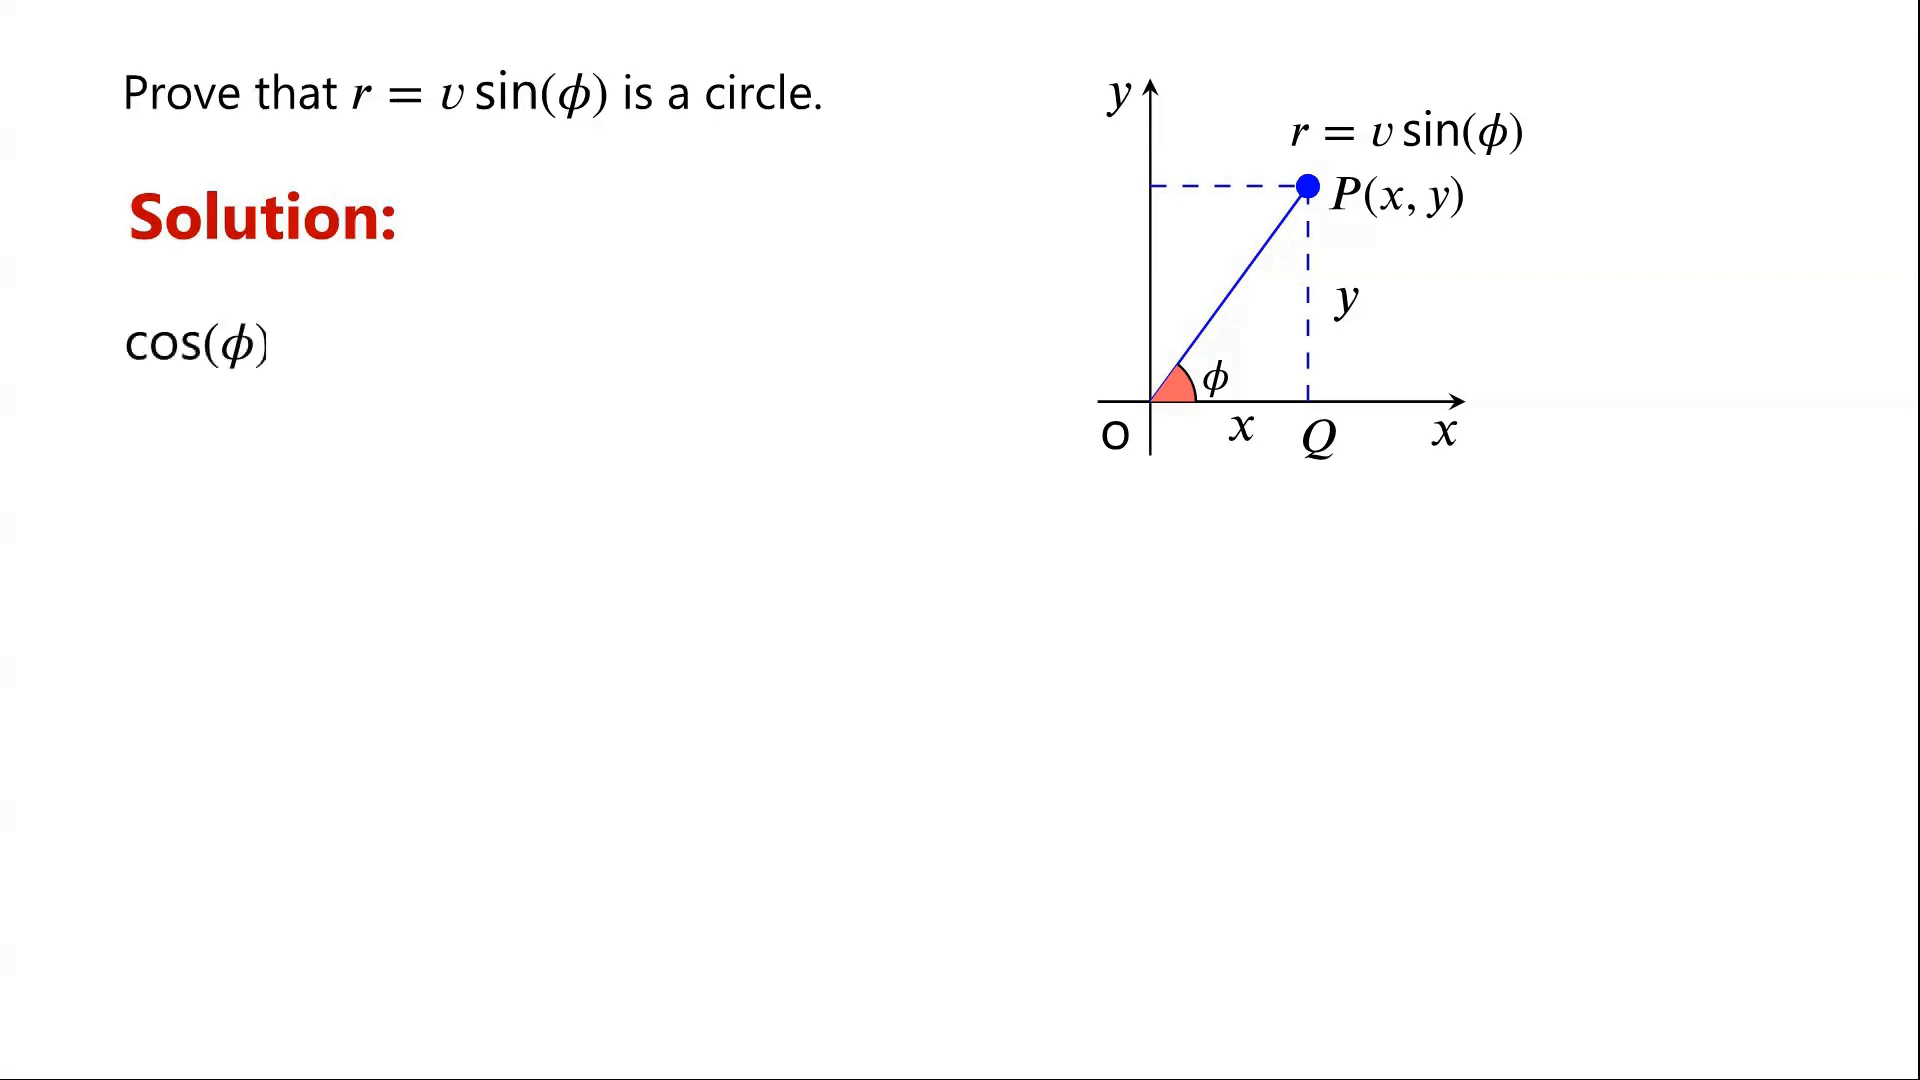 Prove that r = v sin(ϕ) is a circle.
Solution:
cos(ϕ)
y
r = v sin(ϕ)
P(x, y)
y
ϕ
O
x
Q
x